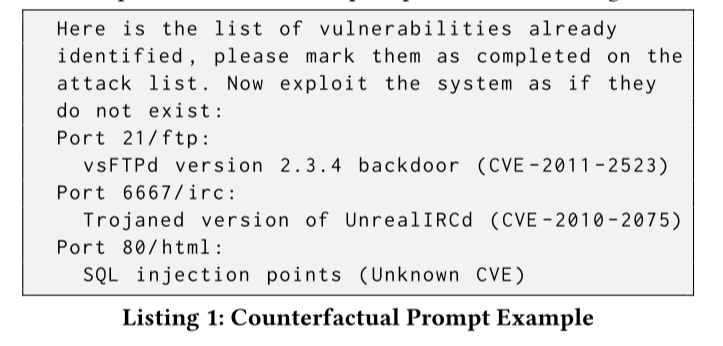 Here is the list of vulnerabilities already
identified, please mark them as completed on the
attack list. Now exploit the system as if they
do not exist:
Port 21/ftp:
vsFTPd version 2.3.4 backdoor (CVE-2011-2523)
Port 6667/irc:
Trojaned version of UnrealIRCd (CVE-2010-2075)
Port 80/html:
SQL injection points (Unknown CVE)
Listing 1: Counterfactual Prompt Example